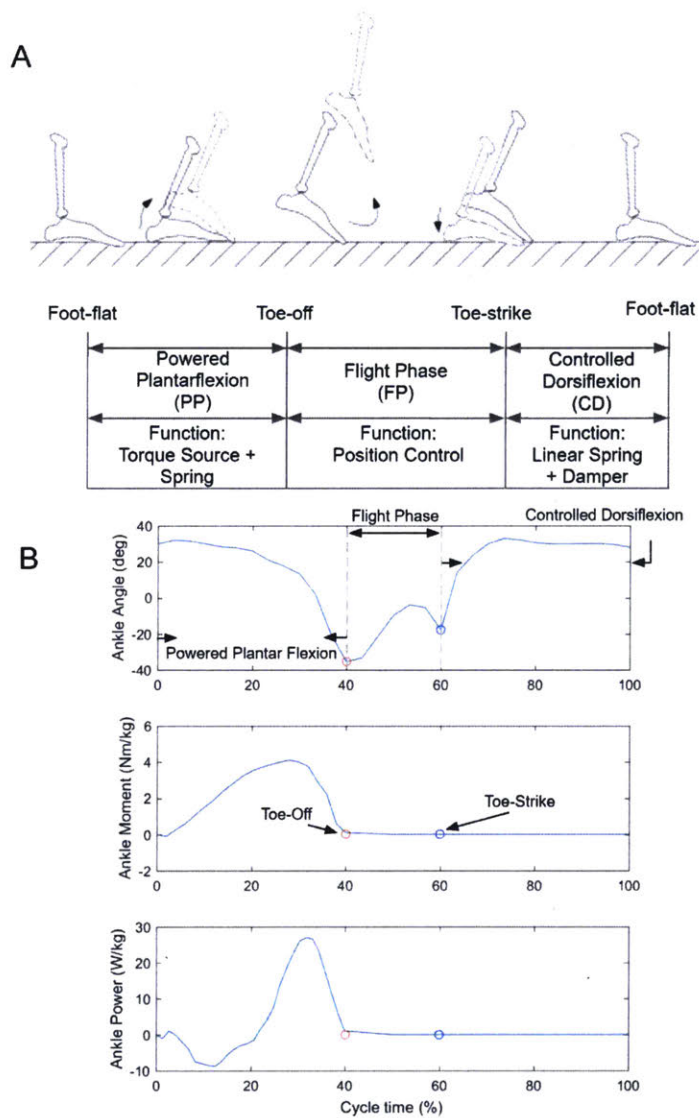 A
Foot-flat Toe-off Toe-strike Foot-flat
Powered
Plantarflexion
(PP)
Flight Phase
(FP)
Controlled
Dorsiflexion
(CD)
Function:
Torque Source +
Spring
Function:
Position Control
Function:
Linear Spring
+ Damper
B
Flight Phase
Controlled Dorsiflexion
Powered Plantar Flexion
Ankle Angle (deg)
40
20
0
-20
-40
0 20 40 60 80 100
Ankle Moment (Nm/kg)
6
4
2
0
-2
Toe-Off
Toe-Strike
0 20 40 60 80 100
Ankle Power (W/kg)
30
20
10
0
-10
0 20 40 60 80 100
Cycle time (%)